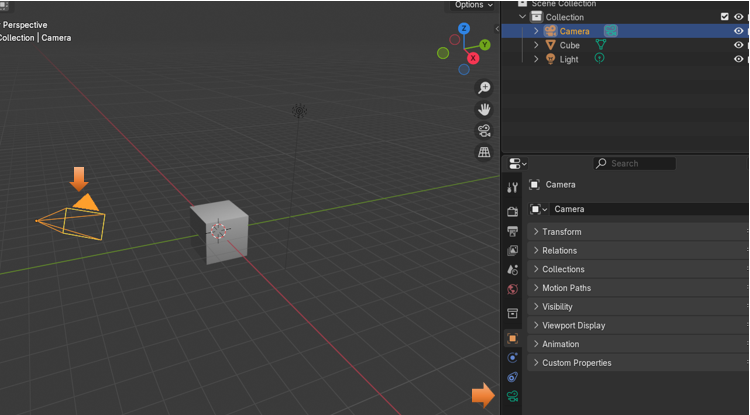 Options
Perspective
Collection | Camera
Z
Y
X
Scene Collection
Collection
Camera
Cube
Light
Search
Camera
Camera
Transform
Relations
Collections
Motion Paths
Visibility
Viewport Display
Animation
Custom Properties